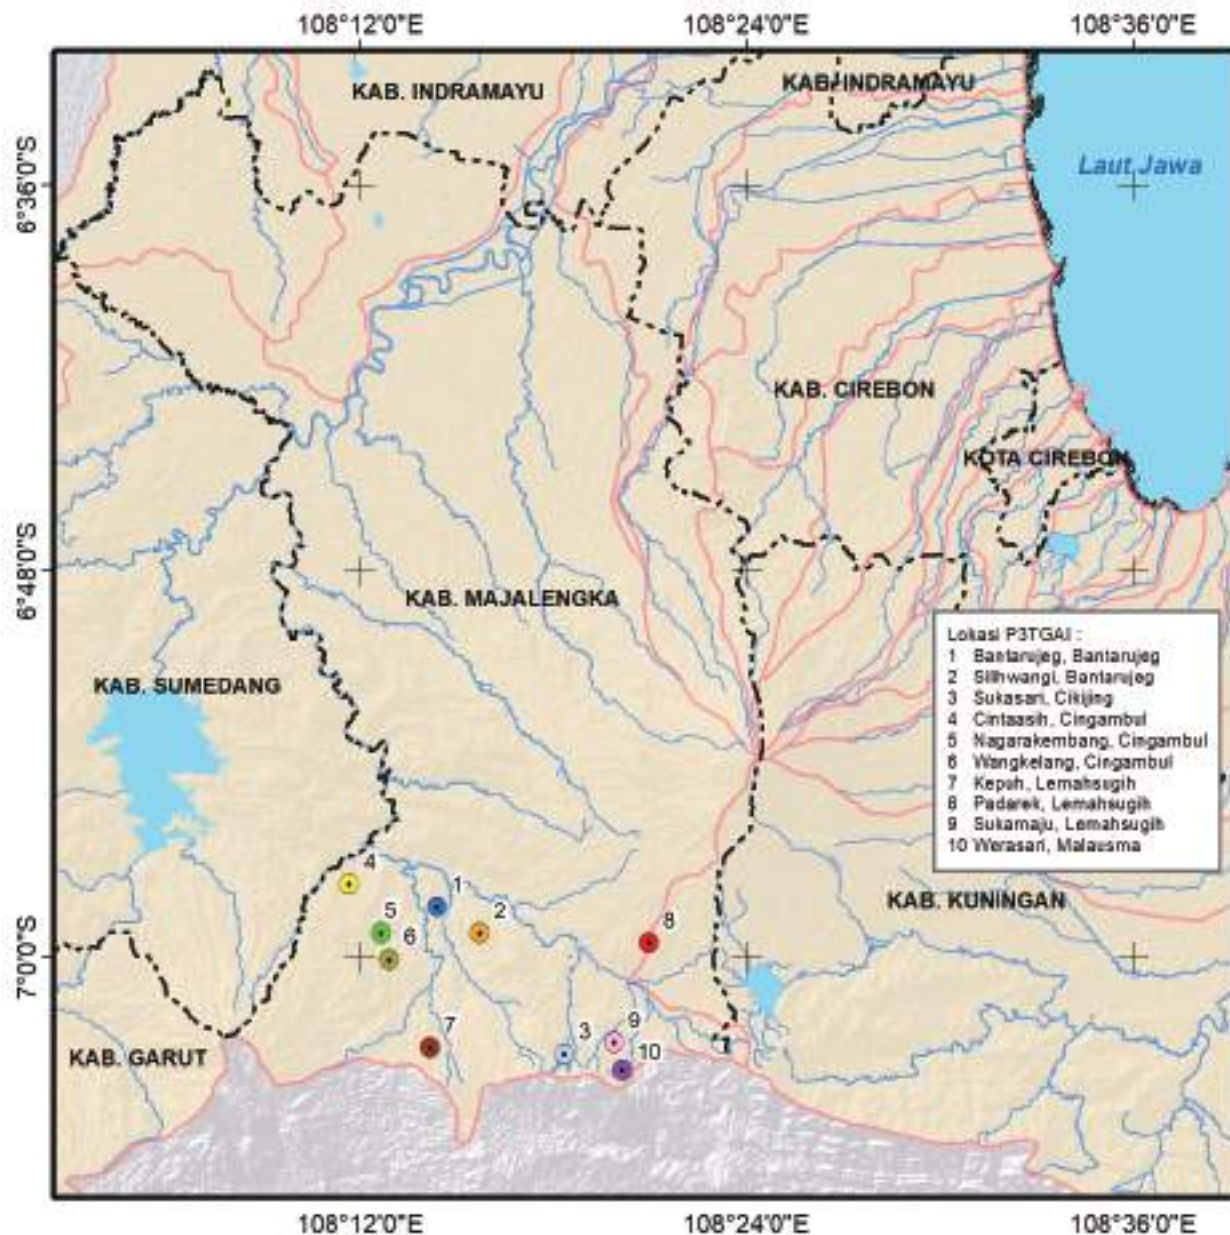 108°12'0"E 108°24'0"E 108°36'0"E
KAB. INDRAMAYU
KAB. INDRAMAYU
Laut Jawa
6°36'0"S
KAB. CIREBON
KOTA CIREBON
6°48'0"S
KAB. MAJALENGKA
KAB. SUMEDANG
Lokasi P3TGAI :
1 Bantarujeg, Bantarujeg
2 Silihwangi, Bantarujeg
3 Sukasari, Cikijing
4 Cintaasih, Cingambul
5 Nagarakembang, Cingambul
6 Wangkelang, Cingambul
7 Kepuh, Lemahsugih
8 Padarek, Lemahsugih
9 Sukamaju, Lemahsugih
10 Werasari, Malausma
4
1
KAB. KUNINGAN
5
2
8
6
7°0'0"S
9
7
3
10
KAB. GARUT
108°12'0"E 108°24'0"E 108°36'0"E